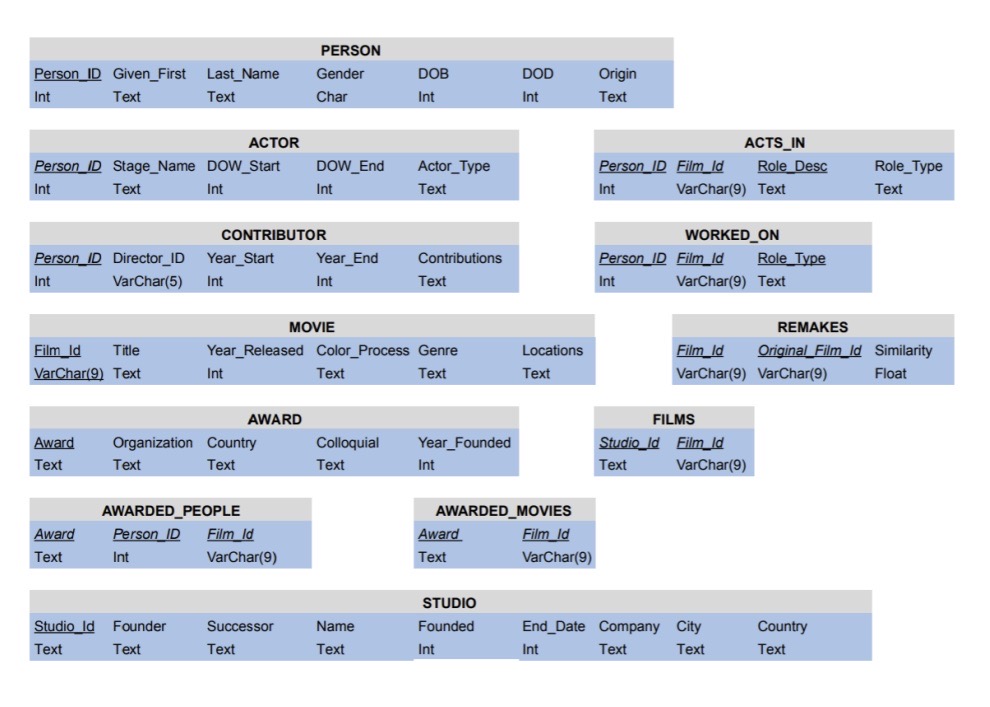 PERSON
Person_ID Given_First Last_Name Gender DOB DOD Origin
Int Text Text Char Int Int Text
ACTOR
Person_ID Stage_Name DOW_Start DOW_End Actor_Type
Int Text Int Int Text
ACTS_IN
Person_ID Film_Id Role_Desc Role_Type
Int VarChar(9) Text Text
CONTRIBUTOR
Person_ID Director_ID Year_Start Year_End Contributions
Int VarChar(5) Int Int Text
WORKED_ON
Person_ID Film_Id Role_Type
Int VarChar(9) Text
MOVIE
Film_Id Title Year_Released Color_Process Genre Locations
VarChar(9) Text Int Text Text Text
REMAKES
Film_Id Original_Film_Id Similarity
VarChar(9) VarChar(9) Float
AWARD
Award Organization Country Colloquial Year_Founded
Text Text Text Text Int
FILMS
Studio_Id Film_Id
Text VarChar(9)
AWARDED_PEOPLE
Award Person_ID Film_Id
Text Int VarChar(9)
AWARDED_MOVIES
Award Film_Id
Text VarChar(9)
STUDIO
Studio_Id Founder Successor Name Founded End_Date Company City Country
Text Text Text Text Int Int Text Text Text